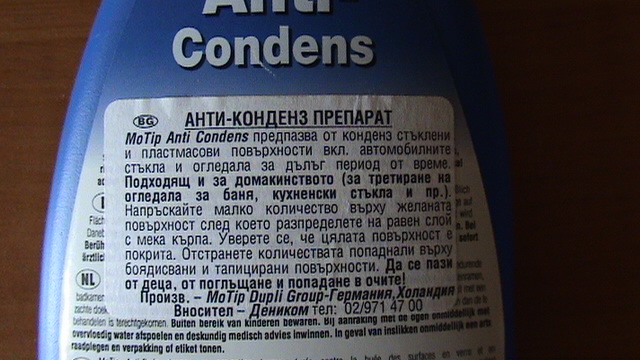 Anti-
Condens
BG АНТИ-КОНДЕНЗ ПРЕПАРАТ
MoTip Anti Condens предпазва от конденз стъклени
и пластмасови повърхности вкл. автомобилните
стъкла и огледала за дълъг период от време.
Подходящ и за домакинството (за третиране на
огледала за баня, кухненски стъкла и пр.).
Напръскайте малко количество върху желаната
повърхност след което разпределете на равен слой
с мека кърпа. Уверете се, че цялата повърхност е
покрита. Отстранете количествата попаднали върху
боядисвани и тапицирани повърхности. Да се пази
от деца, от поглъщане и попадане в очите!
Произв. – MoTip Dupli Group-Германия,Холандия
Вносител – Деником тел: 02/971 47 00
NL
badkamer
zachte doek.
behandelen is terechtgekomen. Buiten bereik van kinderen bewaren. Bij aanraking met de ogen onmiddellijk met
overvloedig water afspoelen en deskundig medisch advies inwinnen. In geval van inslikken onmiddellijk een arts
raadplegen en verpakking of etiket tonen.